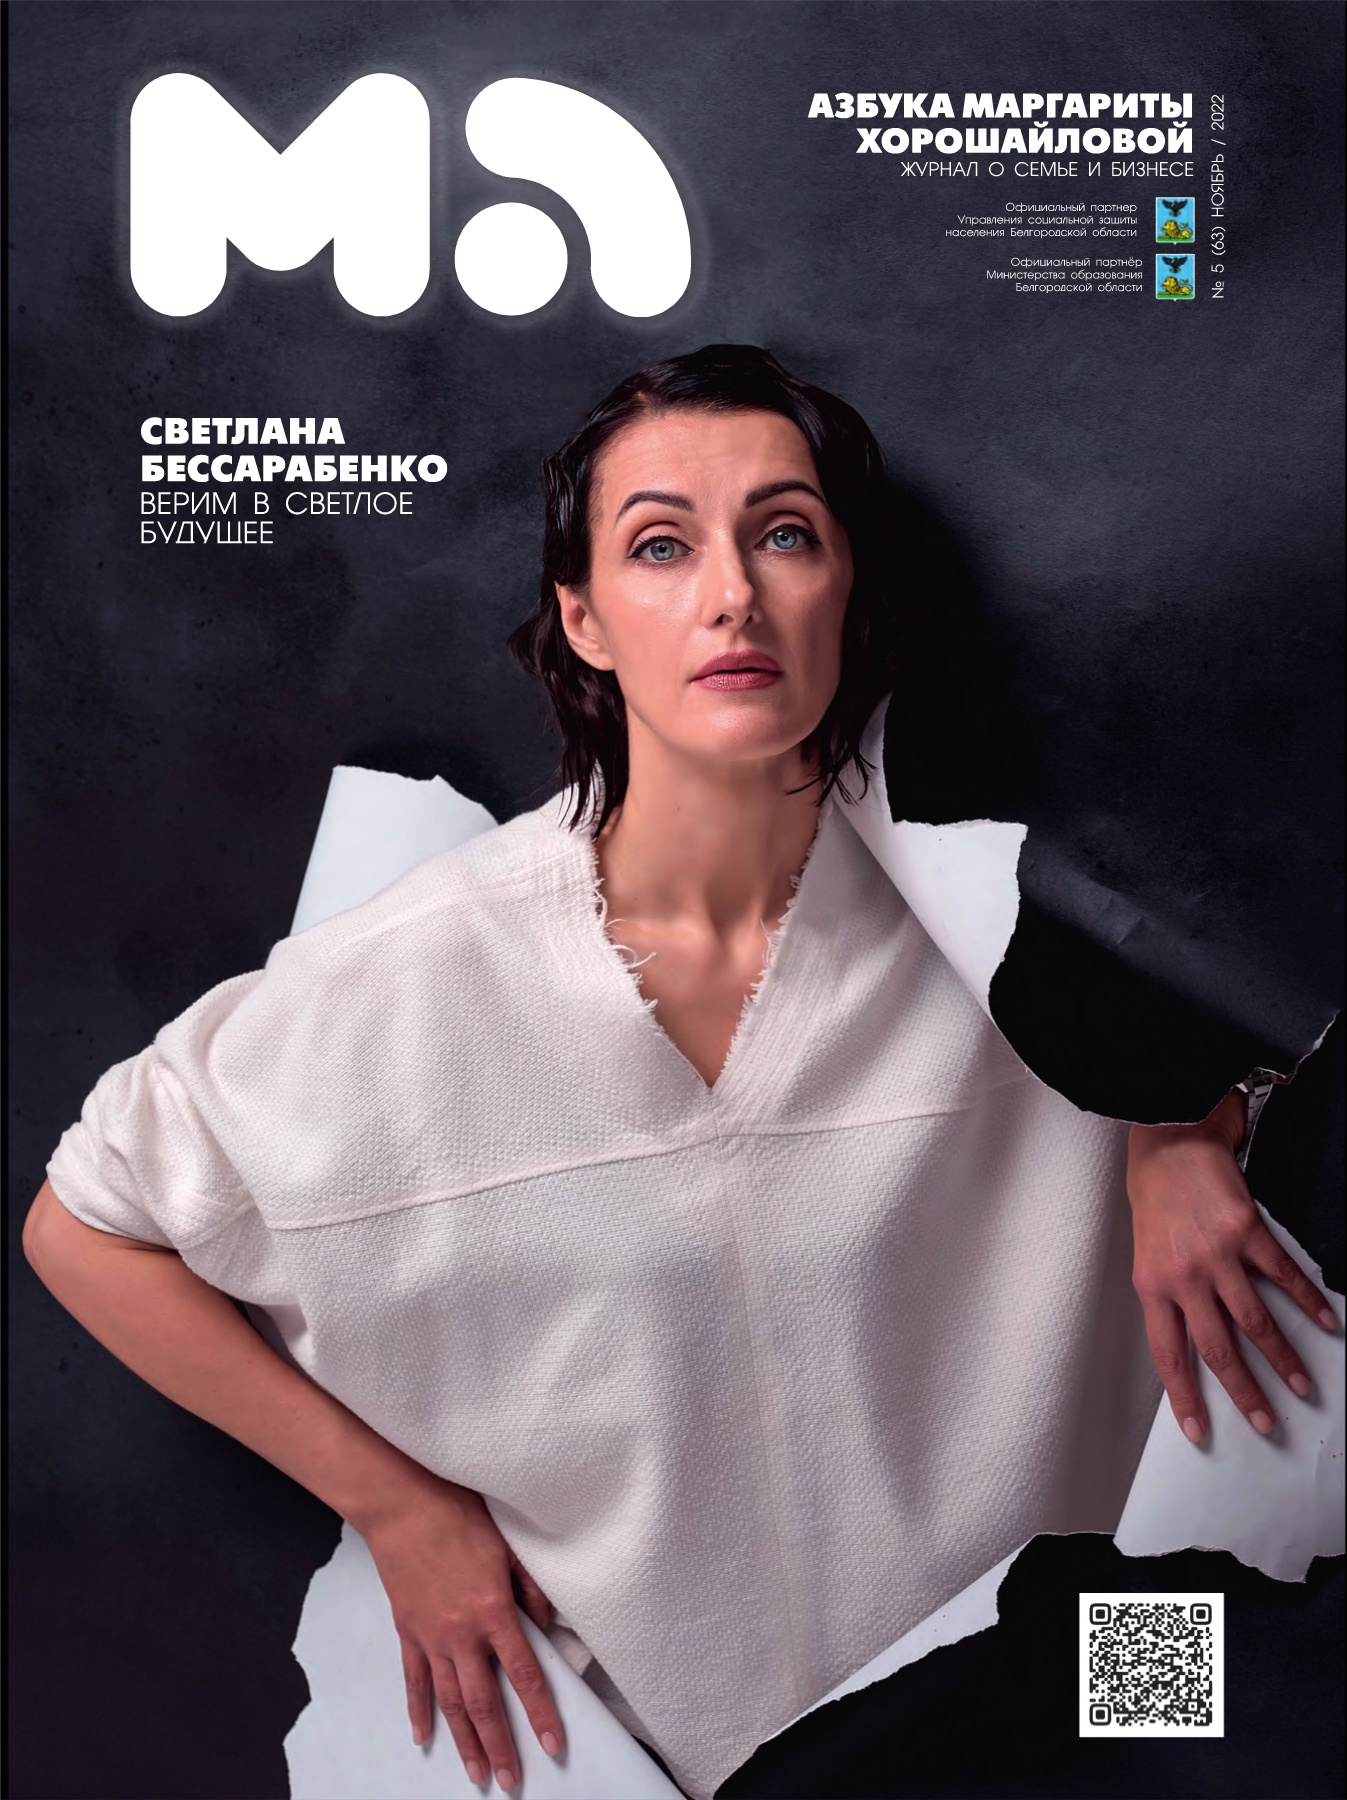 МА
АЗБУКА МАРГАРИТЫ
ХОРОШАЙЛОВОЙ
ЖУРНАЛ О СЕМЬЕ И БИЗНЕСЕ
Официальный партнер
Управления социальной защиты
населения Белгородской области
Официальный партнёр
Министерства образования
Белгородской области
№ 5 (63) НОЯБРЬ / 2022
СВЕТЛАНА
БЕССАРАБЕНКО
ВЕРИМ В СВЕТЛОЕ
БУДУЩЕЕ